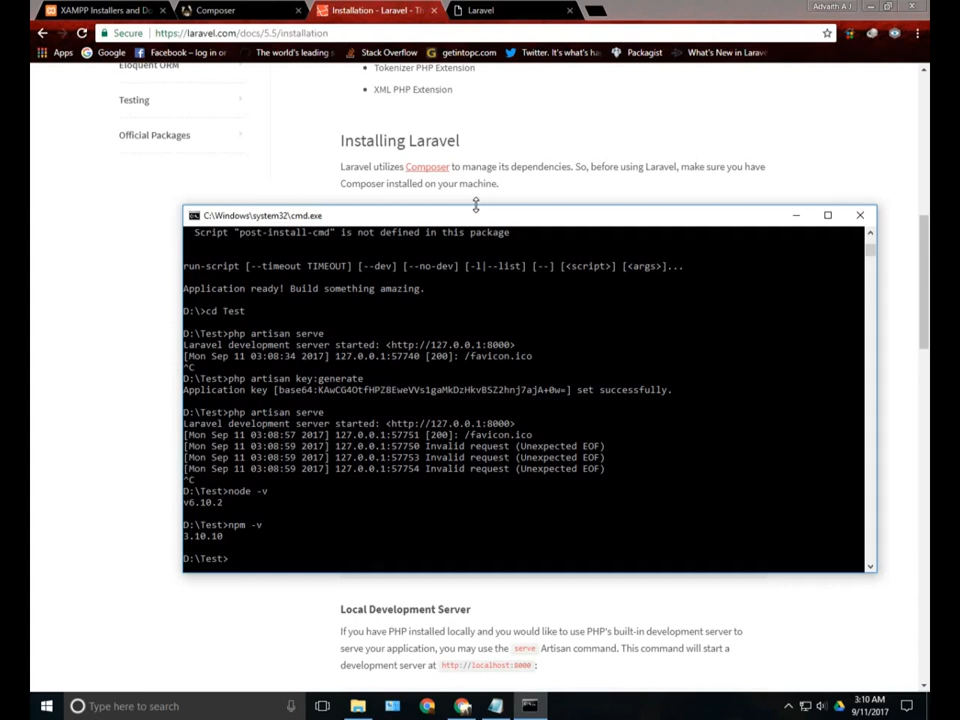 XAMPP Installers and Do
Composer
Installation - Laravel - Th
Laravel
Advaith A J
Secure
https://laravel.com/docs/5.5/installation
Apps
Google
Facebook – log in or
The world's leading s
Stack Overflow
getintopc.com
Twitter. It's what's ha
Packagist
What's New in Larav
Eloquent ORM
Testing
Official Packages
Tokenizer PHP Extension
XML PHP Extension
Installing Laravel
Laravel utilizes Composer to manage its dependencies. So, before using Laravel, make sure you have
Composer installed on your machine.
C:\Windows\system32\cmd.exe
Script "post-install-cmd" is not defined in this package
run-script [--timeout TIMEOUT] [--dev] [--no-dev] [-l|--list] [--] [<script>] [<args>]...
Application ready! Build something amazing.
D:\>cd Test
D:\Test>php artisan serve
Laravel development server started: <http://127.0.0.1:8000>
[Mon Sep 11 03:08:34 2017] 127.0.0.1:57740 [200]: /favicon.ico
^C
D:\Test>php artisan key:generate
Application key [base64:KAwCG4OtfHPZ8EweVVs1gaMkDzHkvBSZ2hnj7ajA+0w=] set successfully.
D:\Test>php artisan serve
Laravel development server started: <http://127.0.0.1:8000>
[Mon Sep 11 03:08:57 2017] 127.0.0.1:57751 [200]: /favicon.ico
[Mon Sep 11 03:08:59 2017] 127.0.0.1:57750 Invalid request (Unexpected EOF)
[Mon Sep 11 03:08:59 2017] 127.0.0.1:57753 Invalid request (Unexpected EOF)
[Mon Sep 11 03:08:59 2017] 127.0.0.1:57754 Invalid request (Unexpected EOF)
^C
D:\Test>node -v
v6.10.2
D:\Test>npm -v
3.10.10
D:\Test>
Local Development Server
If you have PHP installed locally and you would like to use PHP's built-in development server to
serve your application, you may use the serve Artisan command. This command will start a
development server at http://localhost:8000 :
Type here to search
3:10 AM
9/11/2017